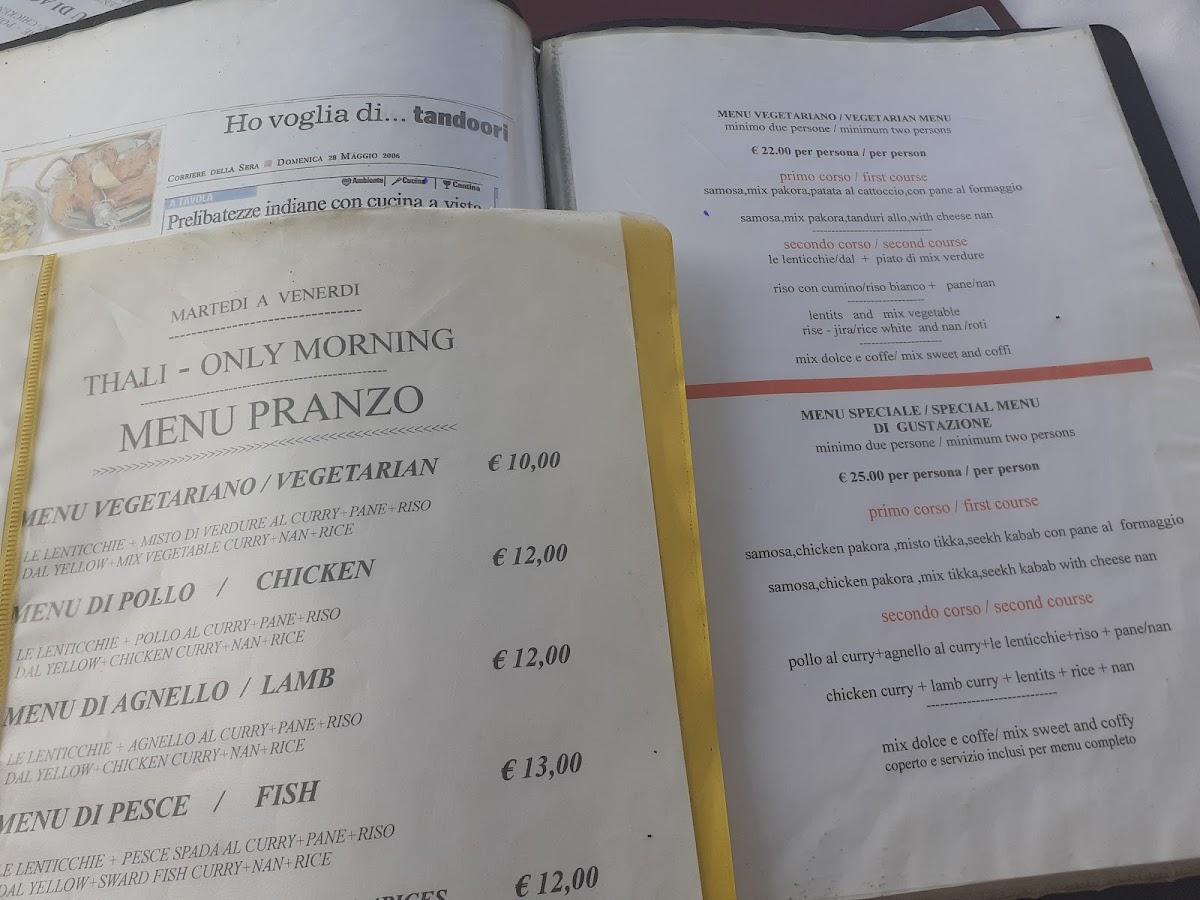 Ho voglia di... tandoori
CORRIERE DELLA SERA DOMENICA 28 MAGGIO 2006
Ambiente Cucina Cantina
A TAVOLA
Prelibatezze indiane con cucina a vista
MARTEDI A VENERDI
THALI - ONLY MORNING
MENU PRANZO
MENU VEGETARIANO / VEGETARIAN € 10,00
LE LENTICCHIE + MISTO DI VERDURE AL CURRY+PANE+RISO
DAL YELLOW+MIX VEGETABLE CURRY+NAN+RICE
MENU DI POLLO / CHICKEN € 12,00
LE LENTICCHIE + POLLO AL CURRY+PANE+RISO
DAL YELLOW+CHICKEN CURRY+NAN+RICE
MENU DI AGNELLO / LAMB € 12,00
LE LENTICCHIE + AGNELLO AL CURRY+PANE+RISO
DAL YELLOW+CHICKEN CURRY+NAN+RICE
MENU DI PESCE / FISH € 13,00
LE LENTICCHIE + PESCE SPADA AL CURRY+PANE+RISO
DAL YELLOW+SWARD FISH CURRY+NAN+RICE
€ 12,00
MENU VEGETARIANO / VEGETARIAN MENU
minimo due persone / minimum two persons
€ 22.00 per persona / per person
primo corso / first course
samosa,mix pakora,patata al cattoccio,con pane al formaggio
samosa,mix pakora,tanduri allo,with cheese nan
secondo corso / second course
le lenticchie/dal + piato di mix verdure
riso con cumino/riso bianco + pane/nan
lentits and mix vegetable
rise - jira/rice white and nan /roti
mix dolce e coffe/ mix sweet and coffi
MENU SPECIALE / SPECIAL MENU
DI GUSTAZIONE
minimo due persone / minimum two persons
€ 25.00 per persona / per person
primo corso / first course
samosa,chicken pakora ,misto tikka,seekh kabab con pane al formaggio
samosa,chicken pakora ,mix tikka,seekh kabab with cheese nan
secondo corso / second course
pollo al curry+agnello al curry+le lenticchie+riso + pane/nan
chicken curry + lamb curry + lentits + rice + nan
mix dolce e coffe/ mix sweet and coffy
coperto e servizio inclusi per menu completo